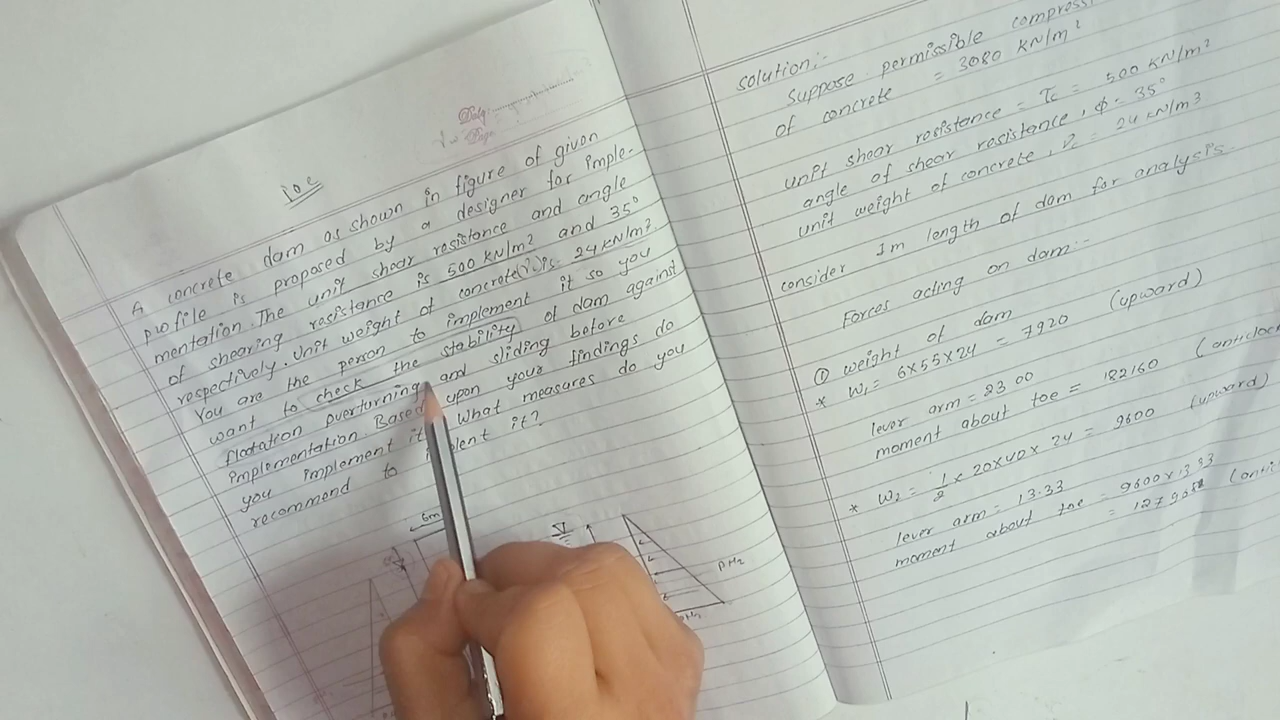 Date
Page
IOE
A concrete dam as shown in figure of given
profile is proposed by a designer for imple-
mentation. The unit shear resistance and angle
of shearing resistance is 500 KN/m² and 35°
respectively. Unit weight of concrete(γc) is 24 KN/m³
You are the person to implement it so you
want to check the stability of dam against
floatation overturning and sliding before
implementation. Based upon your findings do
you implement it. What measures do you
recommend to it?
6m
PH2
solution:-
Suppose permissible
of concrete = 3080 KN/m²
unit shear resistance = τc = 500 KN/m²
angle of shear resistance, φ = 35°
unit weight of concrete, γc = 24 KN/m³
consider 1m length of dam for analysis.
Forces acting on dam:-
① weight of dam
* W1 = 6×55×24 = 7920 (upward)
lever arm = 23.00
moment about toe = 182160
* W2 = 1/2 × 20×40×24 = 9600 (upward)
lever arm = 13.33
moment about toe = 9600×13.33